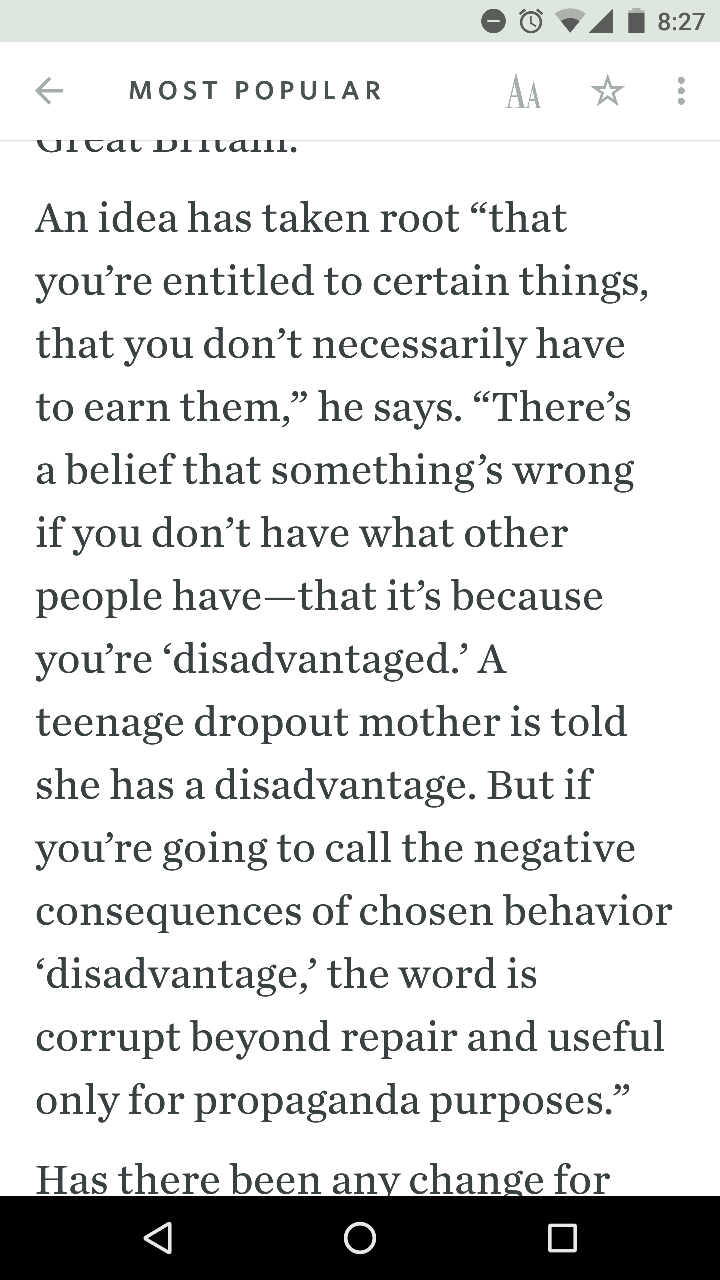 8:27
MOST POPULAR AA
Great Britain.
An idea has taken root “that
you’re entitled to certain things,
that you don’t necessarily have
to earn them,” he says. “There’s
a belief that something’s wrong
if you don’t have what other
people have—that it’s because
you’re ‘disadvantaged.’ A
teenage dropout mother is told
she has a disadvantage. But if
you’re going to call the negative
consequences of chosen behavior
‘disadvantage,’ the word is
corrupt beyond repair and useful
only for propaganda purposes.”
Has there been any change for